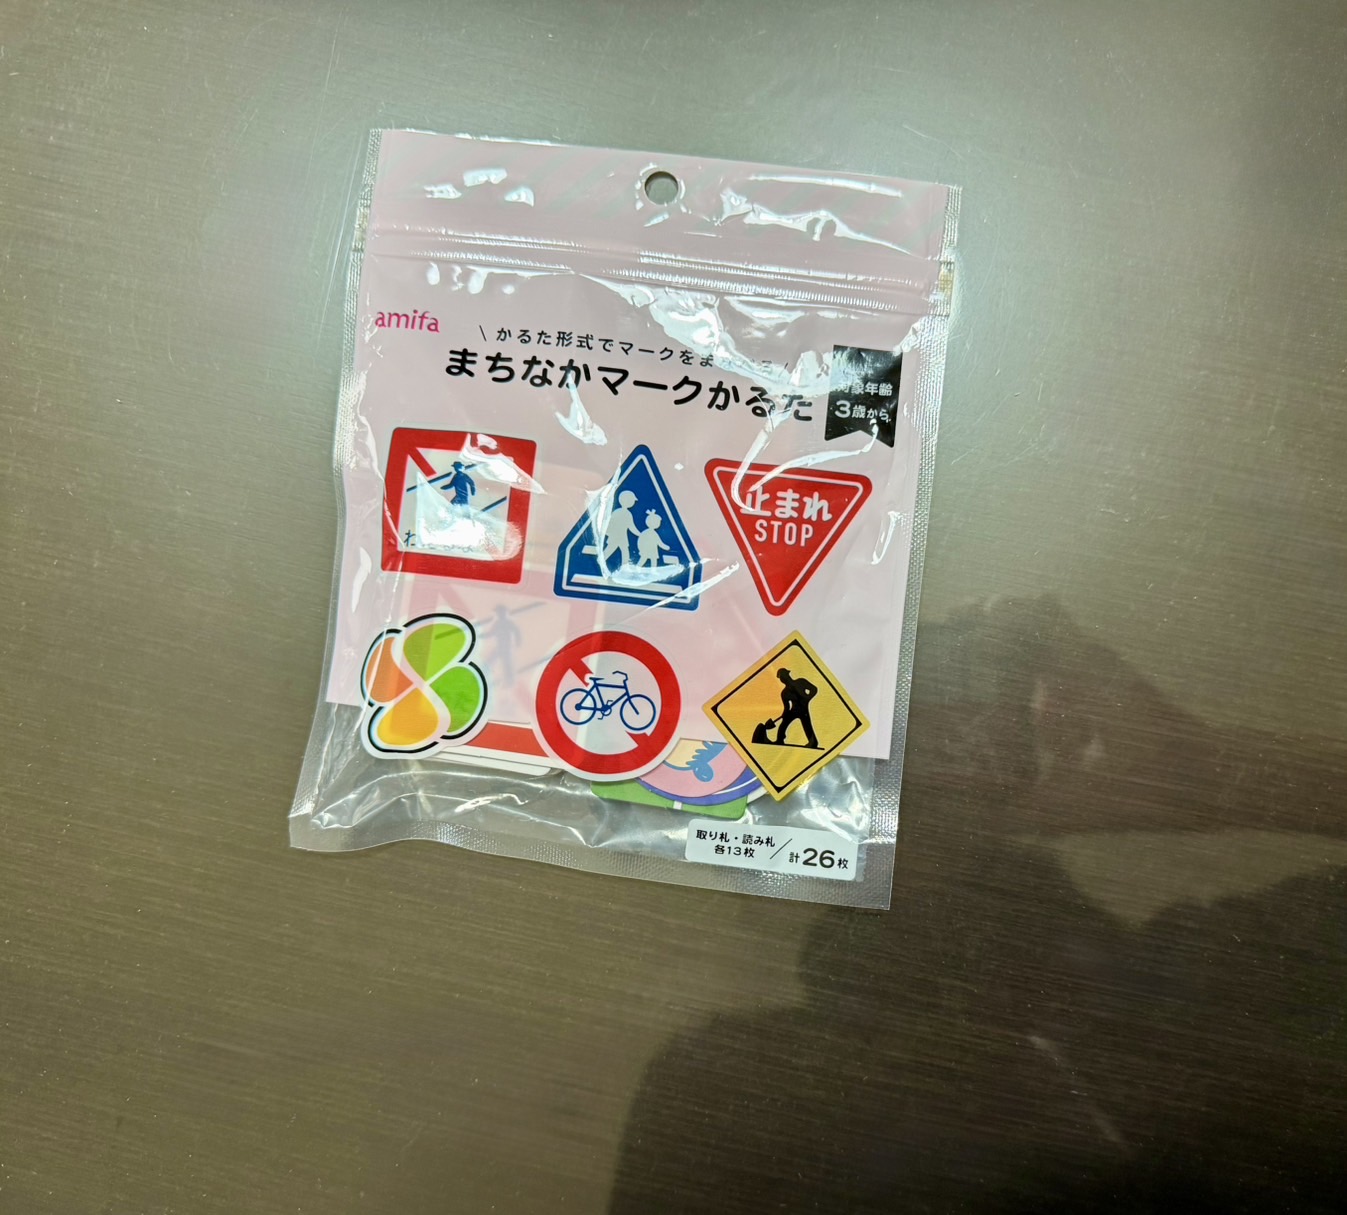 amifa
\ かるた形式でマークをま
まちなかマークかるた
対象年齢
3歳から
止まれ
STOP
取り札・読み札
各13枚
計26枚